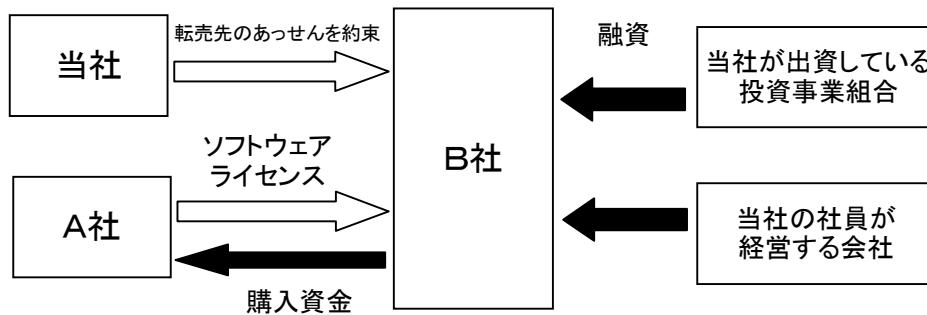 転売先のあっせんを約束
当社
融資
当社が出資している
投資事業組合
ソフトウェア
ライセンス
B社
A社
当社の社員が
経営する会社
購入資金